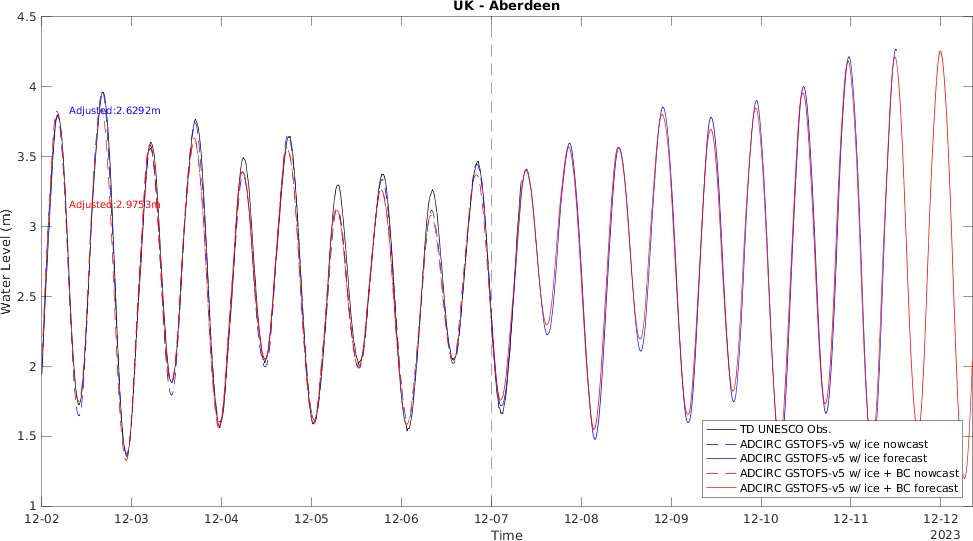 UK - Aberdeen
4.5
4
3.5
3
2.5
2
1.5
1
Water Level (m)
Adjusted:2.6292m
Adjusted:2.9753m
TD UNESCO Obs.
ADCIRC GSTOFS-v5 w/ ice nowcast
ADCIRC GSTOFS-v5 w/ ice forecast
ADCIRC GSTOFS-v5 w/ ice + BC nowcast
ADCIRC GSTOFS-v5 w/ ice + BC forecast
12-02 12-03 12-04 12-05 12-06 12-07 12-08 12-09 12-10 12-11 12-12
2023
Time